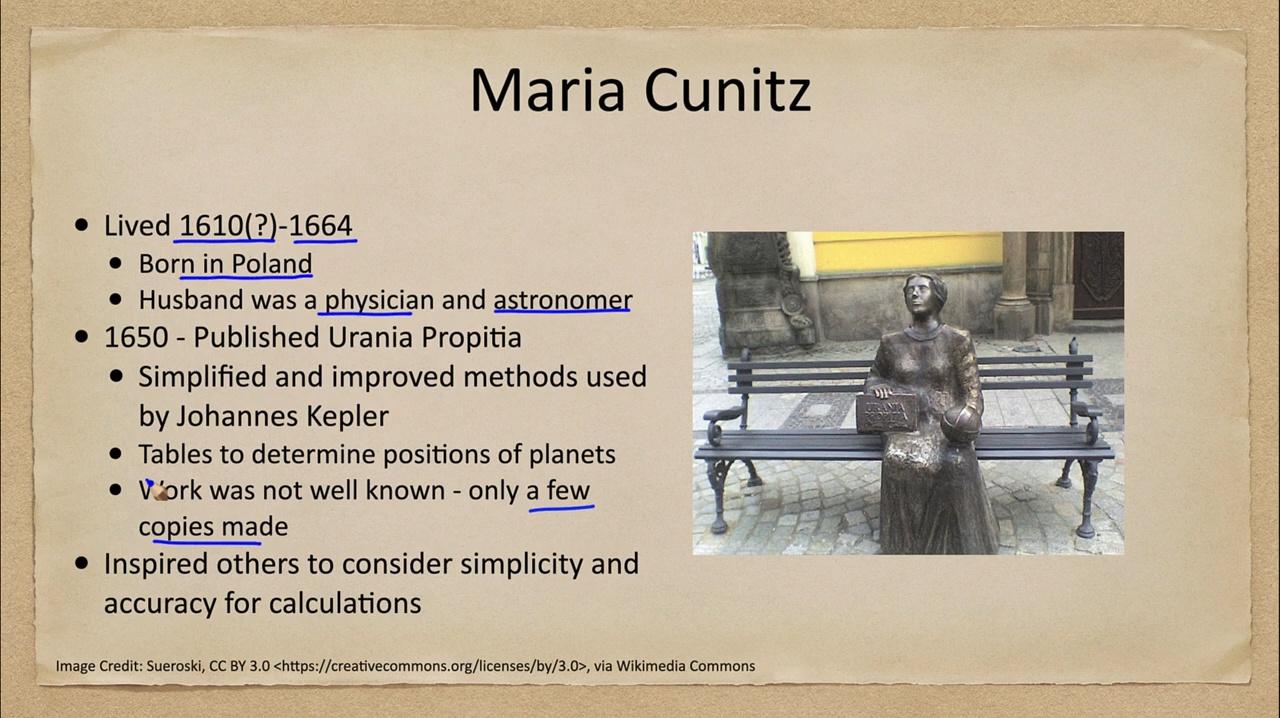 Maria Cunitz
• Lived 1610(?)-1664
• Born in Poland
• Husband was a physician and astronomer
• 1650 - Published Urania Propitia
• Simplified and improved methods used
by Johannes Kepler
• Tables to determine positions of planets
• Work was not well known - only a few
copies made
• Inspired others to consider simplicity and
accuracy for calculations
URANIA
Image Credit: Sueroski, CC BY 3.0 <https://creativecommons.org/licenses/by/3.0>, via Wikimedia Commons